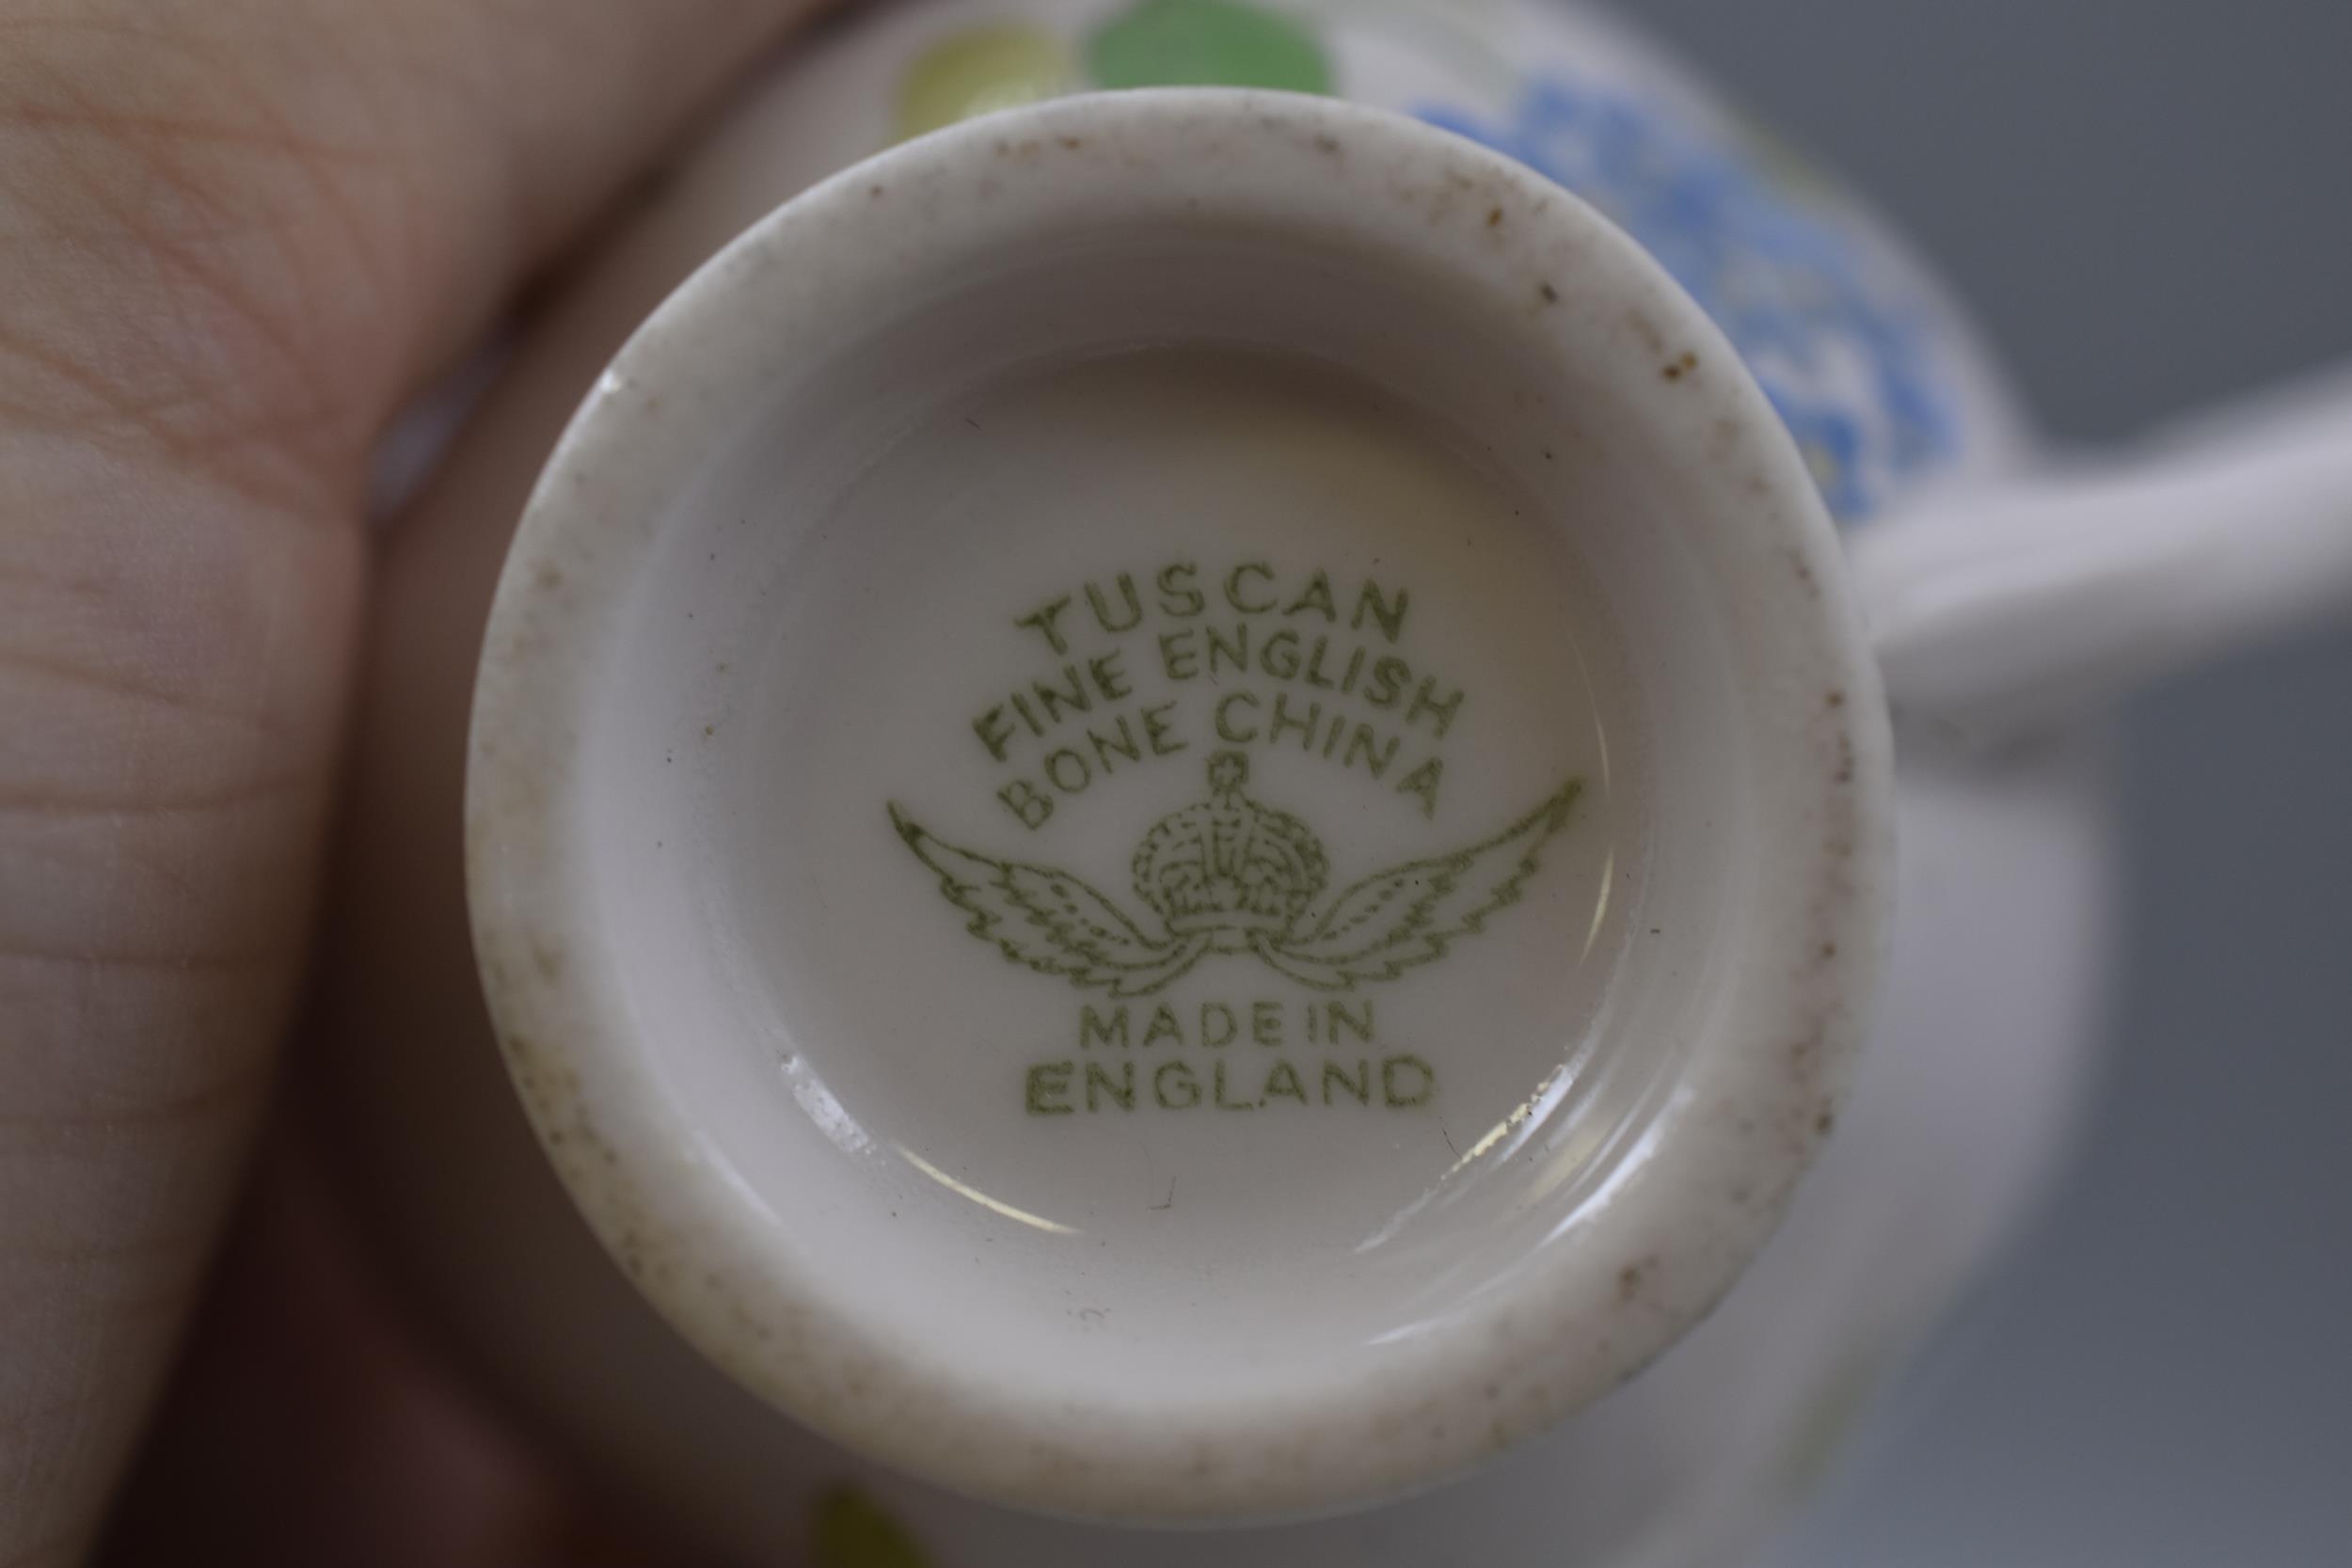 TUSCAN
FINE ENGLISH
BONE CHINA
MADE IN
ENGLAND